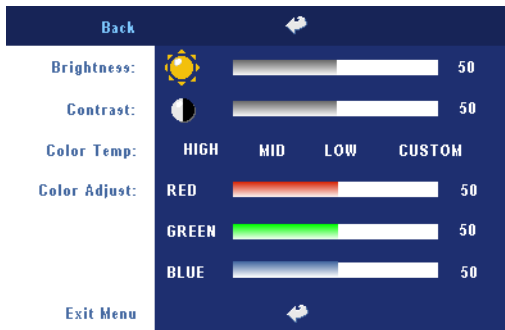 Back
Brightness: 50
Contrast: 50
Color Temp: HIGH MID LOW CUSTOM
Color Adjust: RED 50
GREEN 50
BLUE 50
Exit Menu